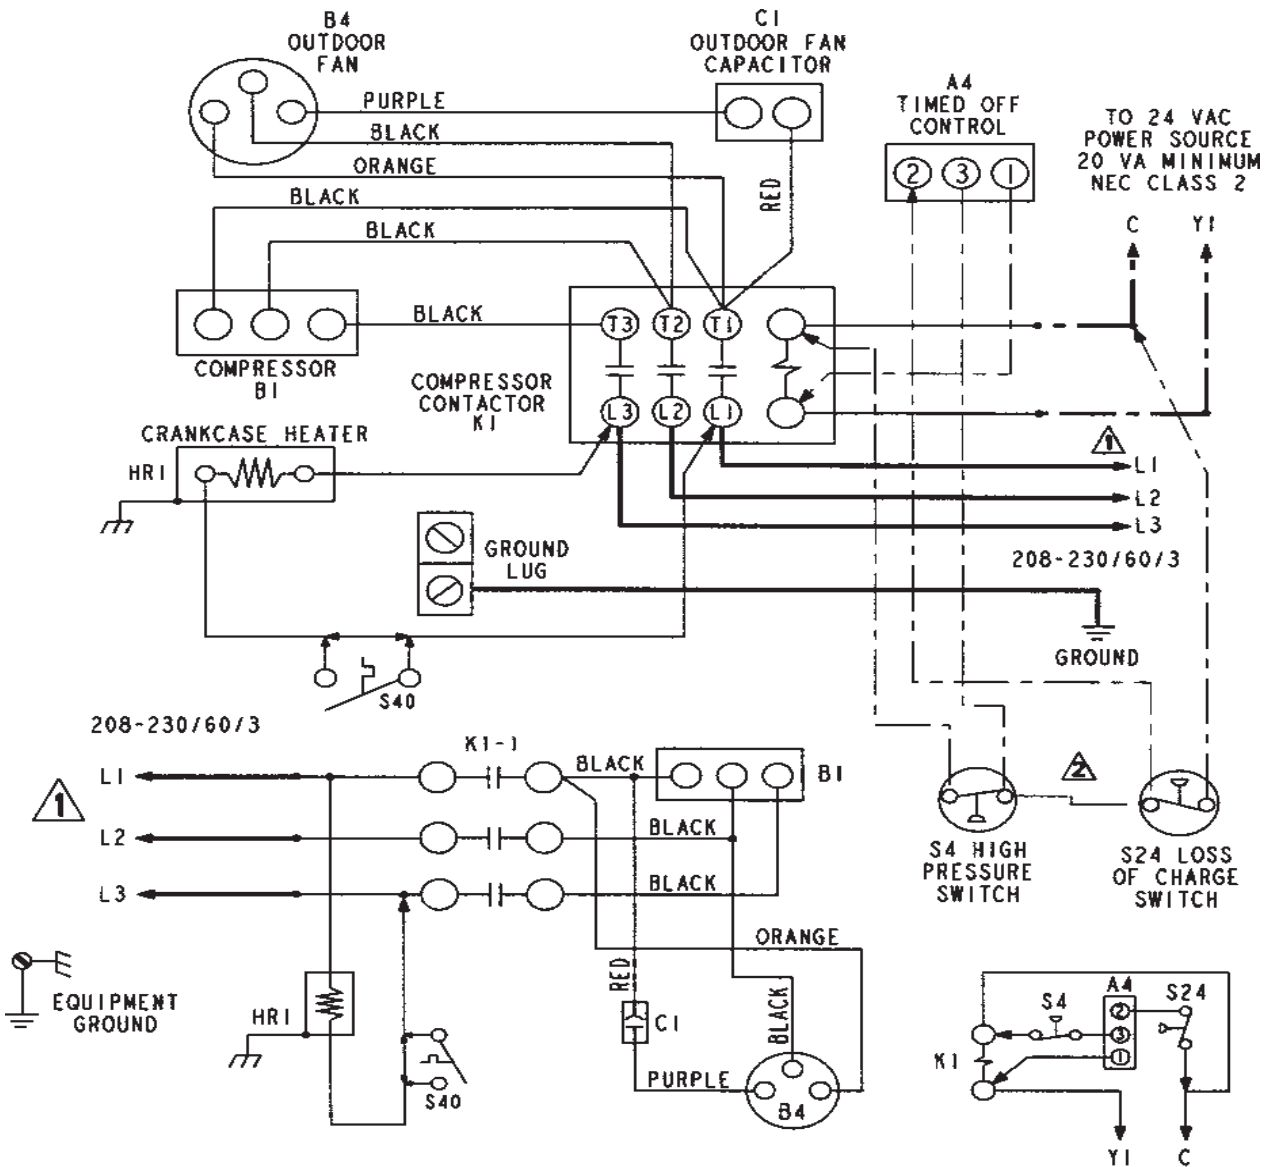 B4
OUTDOOR
FAN
C1
OUTDOOR FAN
CAPACITOR
A4
TIMED OFF
CONTROL
TO 24 VAC
POWER SOURCE
20 VA MINIMUM
NEC CLASS 2
PURPLE
BLACK
ORANGE
RED
2 3 1
C Y1
BLACK
BLACK
BLACK
T3 T2 T1
COMPRESSOR
B1
COMPRESSOR
CONTACTOR
K1
L3 L2 L1
CRANKCASE HEATER
HR1
1
L1
L2
L3
208-230/60/3
GROUND
LUG
GROUND
S40
208-230/60/3
K1-1
L1
BLACK
B1
1
2
L2
BLACK
L3
BLACK
S4 HIGH
PRESSURE
SWITCH
S24 LOSS
OF CHARGE
SWITCH
ORANGE
EQUIPMENT
GROUND
HR1
RED
C1
BLACK
PURPLE
B4
S40
S4
A4
S24
2
3
1
K1
Y1 C